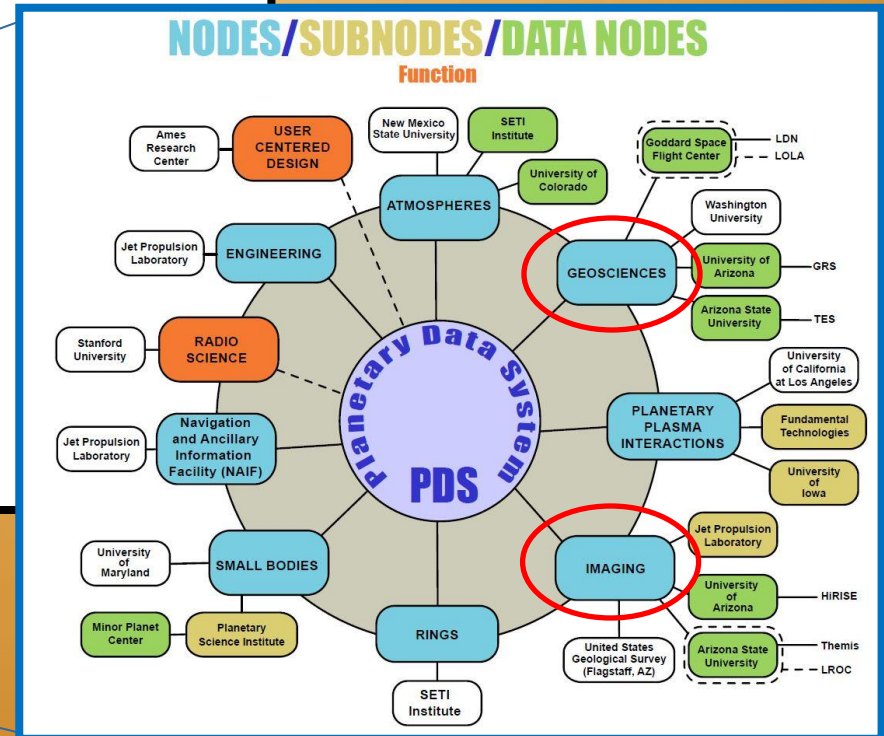 NODES/SUBNODES/DATA NODES
Function
Ames
Research
Center
USER
CENTERED
DESIGN
New Mexico
State University
SETI
Institute
University of
Colorado
ATMOSPHERES
Goddard Space
Flight Center
LDN
LOLA
Washington
University
GEOSCIENCES
University of
Arizona
GRS
Arizona State
University
TES
Jet Propulsion
Laboratory
ENGINEERING
Stanford
University
RADIO
SCIENCE
Planetary Data System
PDS
University
of California
at Los Angeles
PLANETARY
PLASMA
INTERACTIONS
Fundamental
Technologies
University
of
Iowa
Jet Propulsion
Laboratory
Navigation
and Ancillary
Information
Facility (NAIF)
University
of
Maryland
SMALL BODIES
Minor Planet
Center
Planetary
Science Institute
RINGS
SETI
Institute
IMAGING
Jet Propulsion
Laboratory
University
of
Arizona
HiRISE
United States
Geological Survey
(Flagstaff, AZ)
Arizona State
University
Themis
LROC